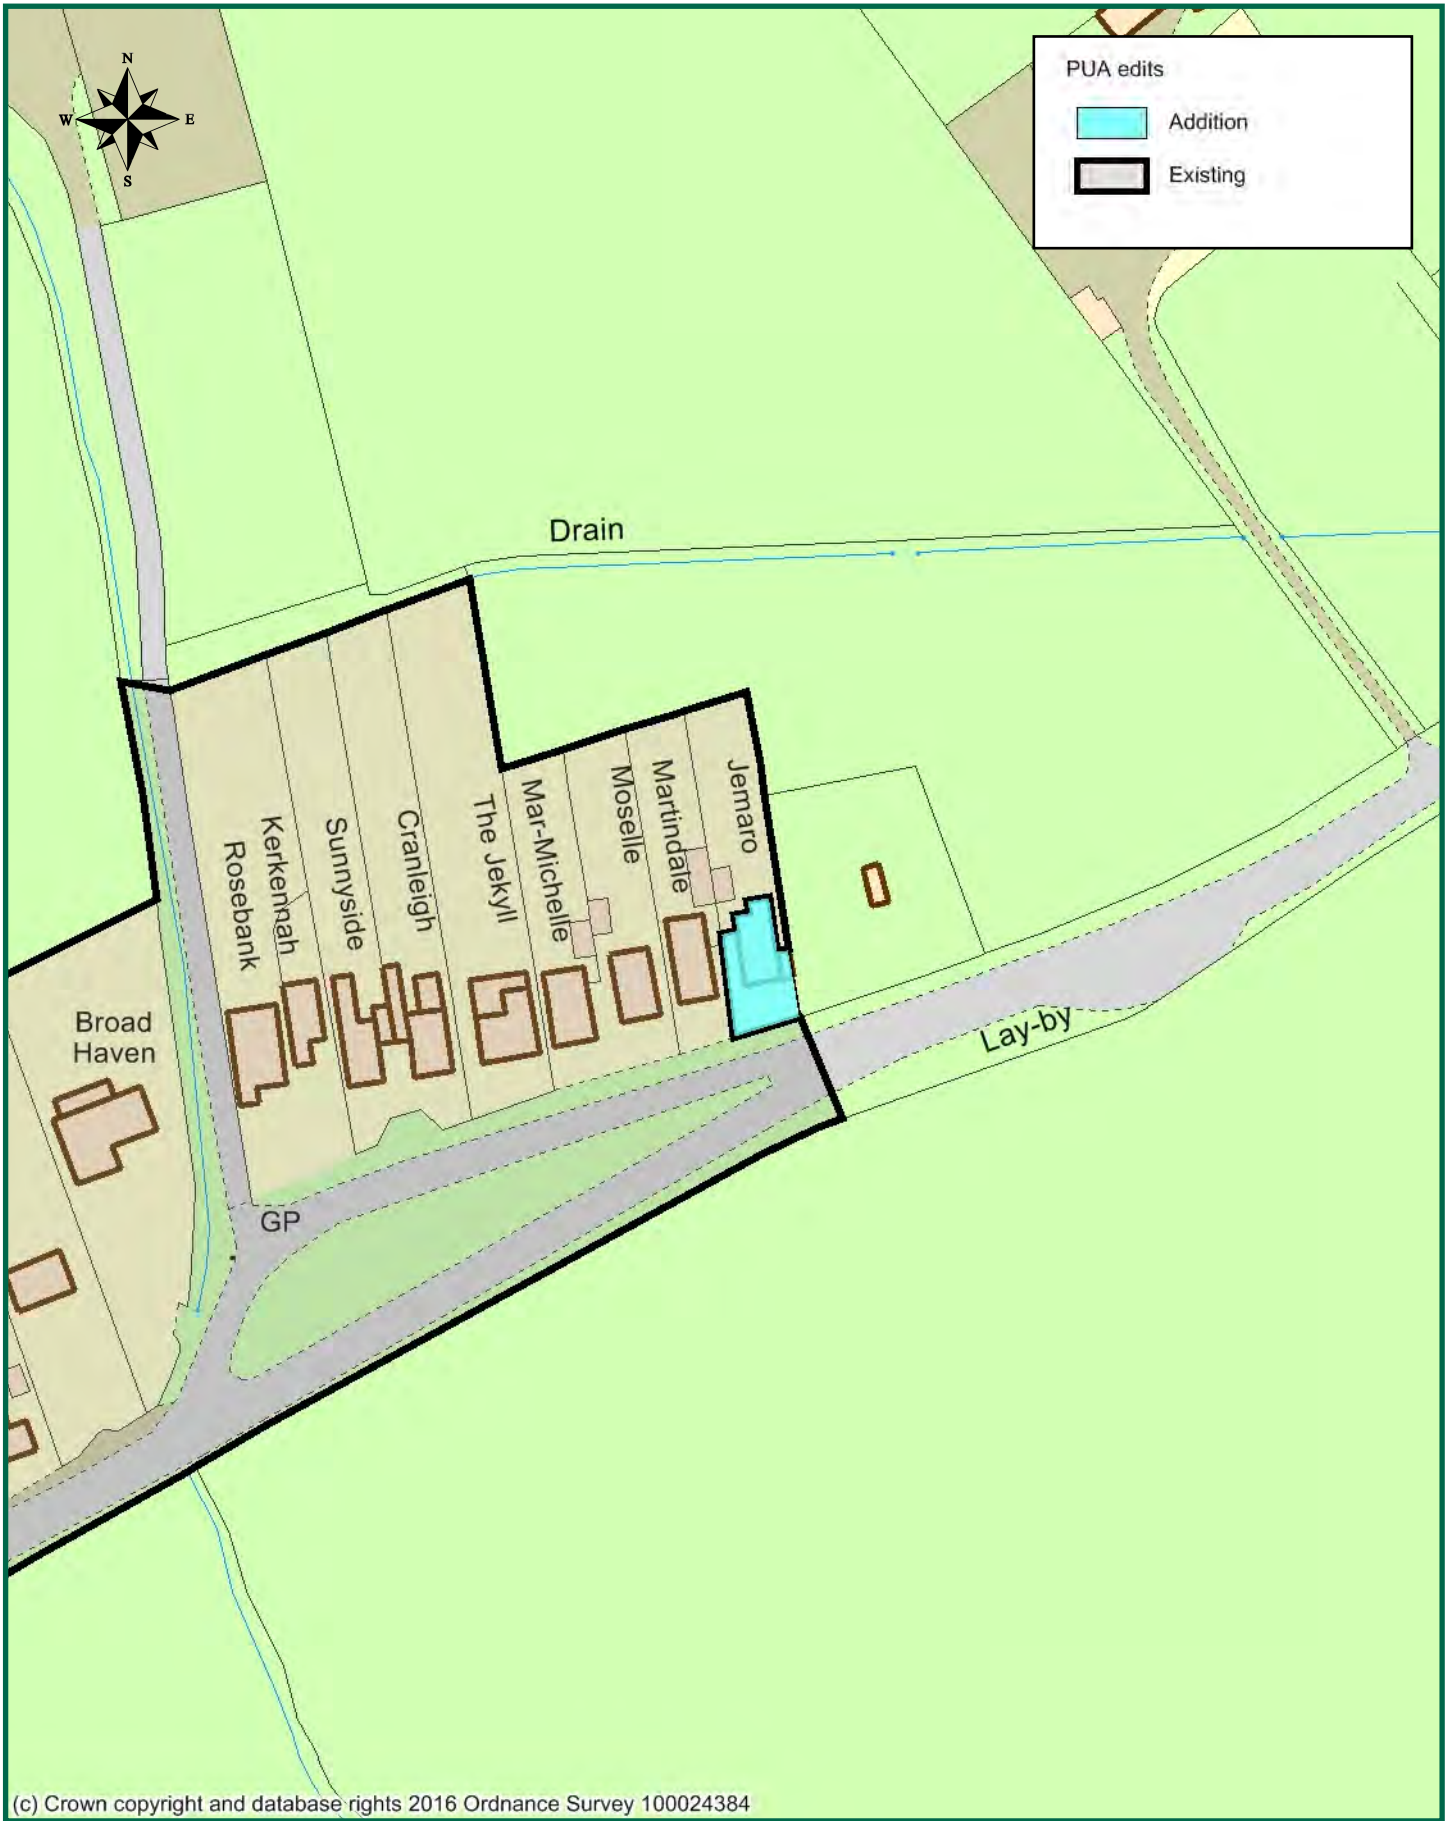 N
W
E
S
PUA edits
Addition
Existing
Drain
Rosebank
Kerkennah
Sunnyside
Cranleigh
The Jekyll
Mar-Michelle
Moselle
Martindale
Jemaro
Broad
Haven
Lay-by
GP
(c) Crown copyright and database rights 2016 Ordnance Survey 100024384